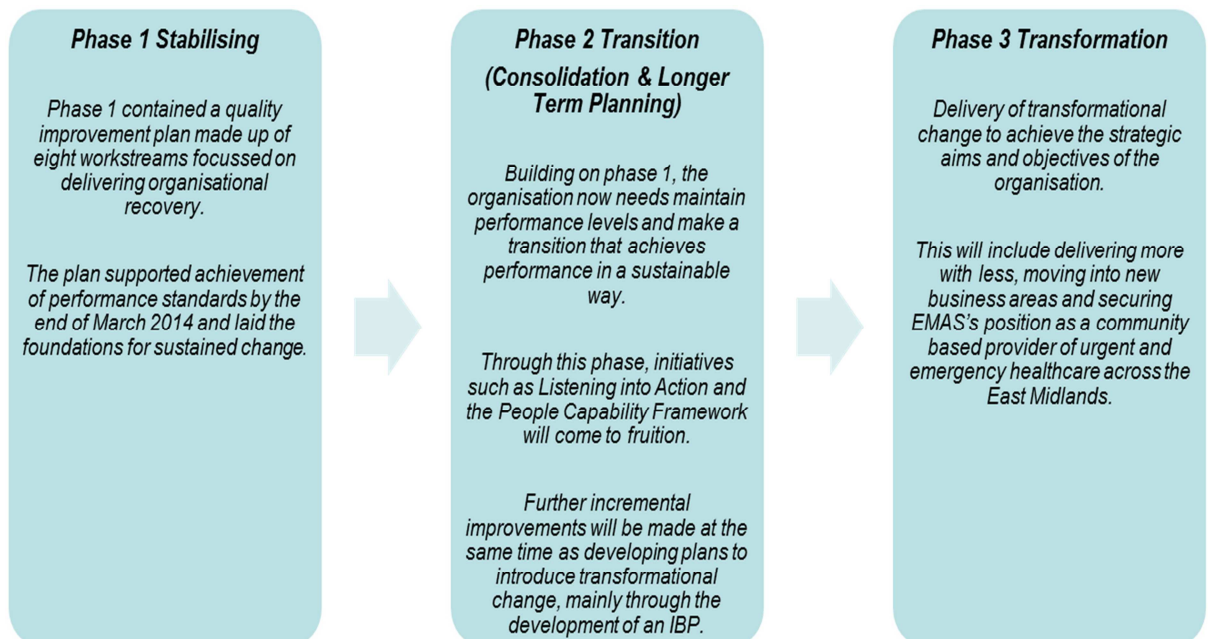 Phase 1 Stabilising
Phase 1 contained a quality
improvement plan made up of
eight workstreams focussed on
delivering organisational
recovery.
The plan supported achievement
of performance standards by the
end of March 2014 and laid the
foundations for sustained change.
Phase 2 Transition
(Consolidation & Longer
Term Planning)
Building on phase 1, the
organisation now needs maintain
performance levels and make a
transition that achieves
performance in a sustainable
way.
Through this phase, initiatives
such as Listening into Action and
the People Capability Framework
will come to fruition.
Further incremental
improvements will be made at the
same time as developing plans to
introduce transformational
change, mainly through the
development of an IBP.
Phase 3 Transformation
Delivery of transformational
change to achieve the strategic
aims and objectives of the
organisation.
This will include delivering more
with less, moving into new
business areas and securing
EMAS's position as a community
based provider of urgent and
emergency healthcare across the
East Midlands.